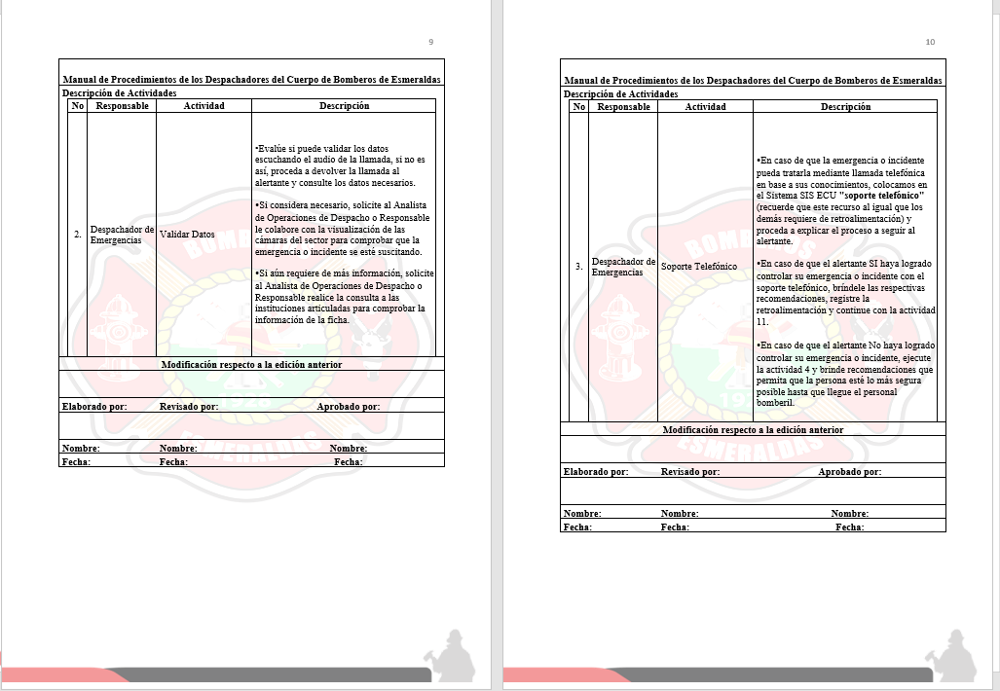 9
Manual de Procedimientos de los Despachadores del Cuerpo de Bomberos de Esmeraldas
Descripción de Actividades
No Responsable Actividad Descripción
2. Despachador de Emergencias Validar Datos
•Evalúe si puede validar los datos
escuchando el audio de la llamada, si no es
así, proceda a devolver la llamada al
alertante y consulte los datos necesarios.
•Si considera necesario, solicite al Analista
de Operaciones de Despacho o Responsable
le colabore con la visualización de las
cámaras del sector para comprobar que la
emergencia o incidente se esté suscitando.
•Si aún requiere de más información, solicite
al Analista de Operaciones de Despacho o
Responsable realice la consulta a las
instituciones articuladas para comprobar la
información de la ficha.
Modificación respecto a la edición anterior
Elaborado por: Revisado por: Aprobado por:
Nombre: Nombre: Nombre:
Fecha: Fecha: Fecha:
BOMBEROS
1928
ESMERALDAS
10
Manual de Procedimientos de los Despachadores del Cuerpo de Bomberos de Esmeraldas
Descripción de Actividades
No Responsable Actividad Descripción
3. Despachador de Emergencias Soporte Telefónico
•En caso de que la emergencia o incidente
pueda tratarla mediante llamada telefónica
en base a sus conocimientos, colocamos en
el Sistema SIS ECU "soporte telefónico"
(recuerde que este recurso al igual que los
demás requiere de retroalimentación) y
proceda a explicar el proceso a seguir al
alertante.
•En caso de que el alertante SI haya logrado
controlar su emergencia o incidente con el
soporte telefónico, bríndele las respectivas
recomendaciones, registre la
retroalimentación y continue con la actividad
11.
•En caso de que el alertante No haya logrado
controlar su emergencia o incidente, ejecute
la actividad 4 y brinde recomendaciones que
permita que la persona esté lo más segura
posible hasta que llegue el personal
bomberil.
Modificación respecto a la edición anterior
Elaborado por: Revisado por: Aprobado por:
Nombre: Nombre: Nombre:
Fecha: Fecha: Fecha:
BOMBEROS
ESMERALDAS